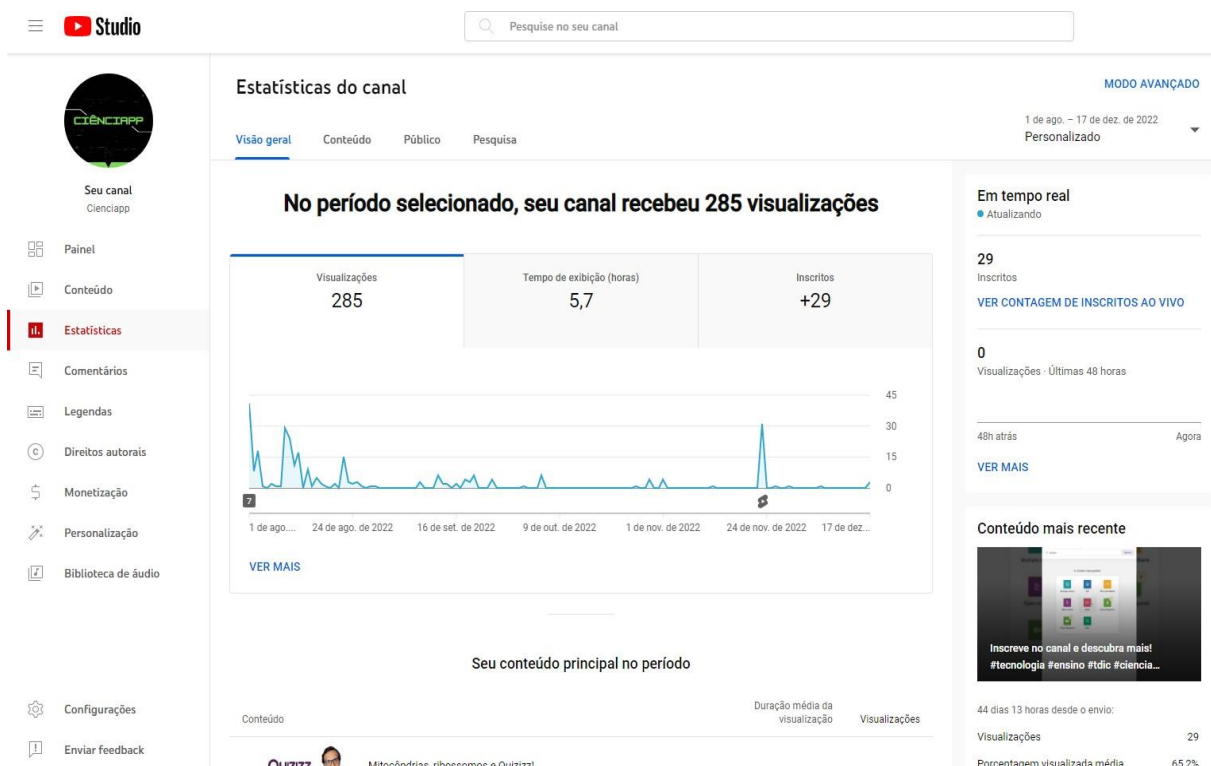 Studio
Pesquise no seu canal
CIÊNCIAPP
Seu canal
Cienciapp
Painel
Conteúdo
Estatísticas
Comentários
Legendas
Direitos autorais
Monetização
Personalização
Biblioteca de áudio
Configurações
Enviar feedback
Estatísticas do canal
MODO AVANÇADO
Visão geral Conteúdo Público Pesquisa
1 de ago. – 17 de dez. de 2022
Personalizado
No período selecionado, seu canal recebeu 285 visualizações
Visualizações
285
Tempo de exibição (horas)
5,7
Inscritos
+29
45
30
15
0
7
1 de ago.... 24 de ago. de 2022 16 de set. de 2022 9 de out. de 2022 1 de nov. de 2022 24 de nov. de 2022 17 de dez...
VER MAIS
Seu conteúdo principal no período
Conteúdo
Duração média da
visualização
Visualizações
Quizizz
Mitocôndrias, ribossomos e Quizizz!
Em tempo real
Atualizando
29
Inscritos
VER CONTAGEM DE INSCRITOS AO VIVO
0
Visualizações · Últimas 48 horas
48h atrás Agora
VER MAIS
Conteúdo mais recente
Inscreve no canal e descubra mais!
#tecnologia #ensino #tdic #ciencia...
44 dias 13 horas desde o envio:
Visualizações 29
Porcentagem visualizada média 65,2%